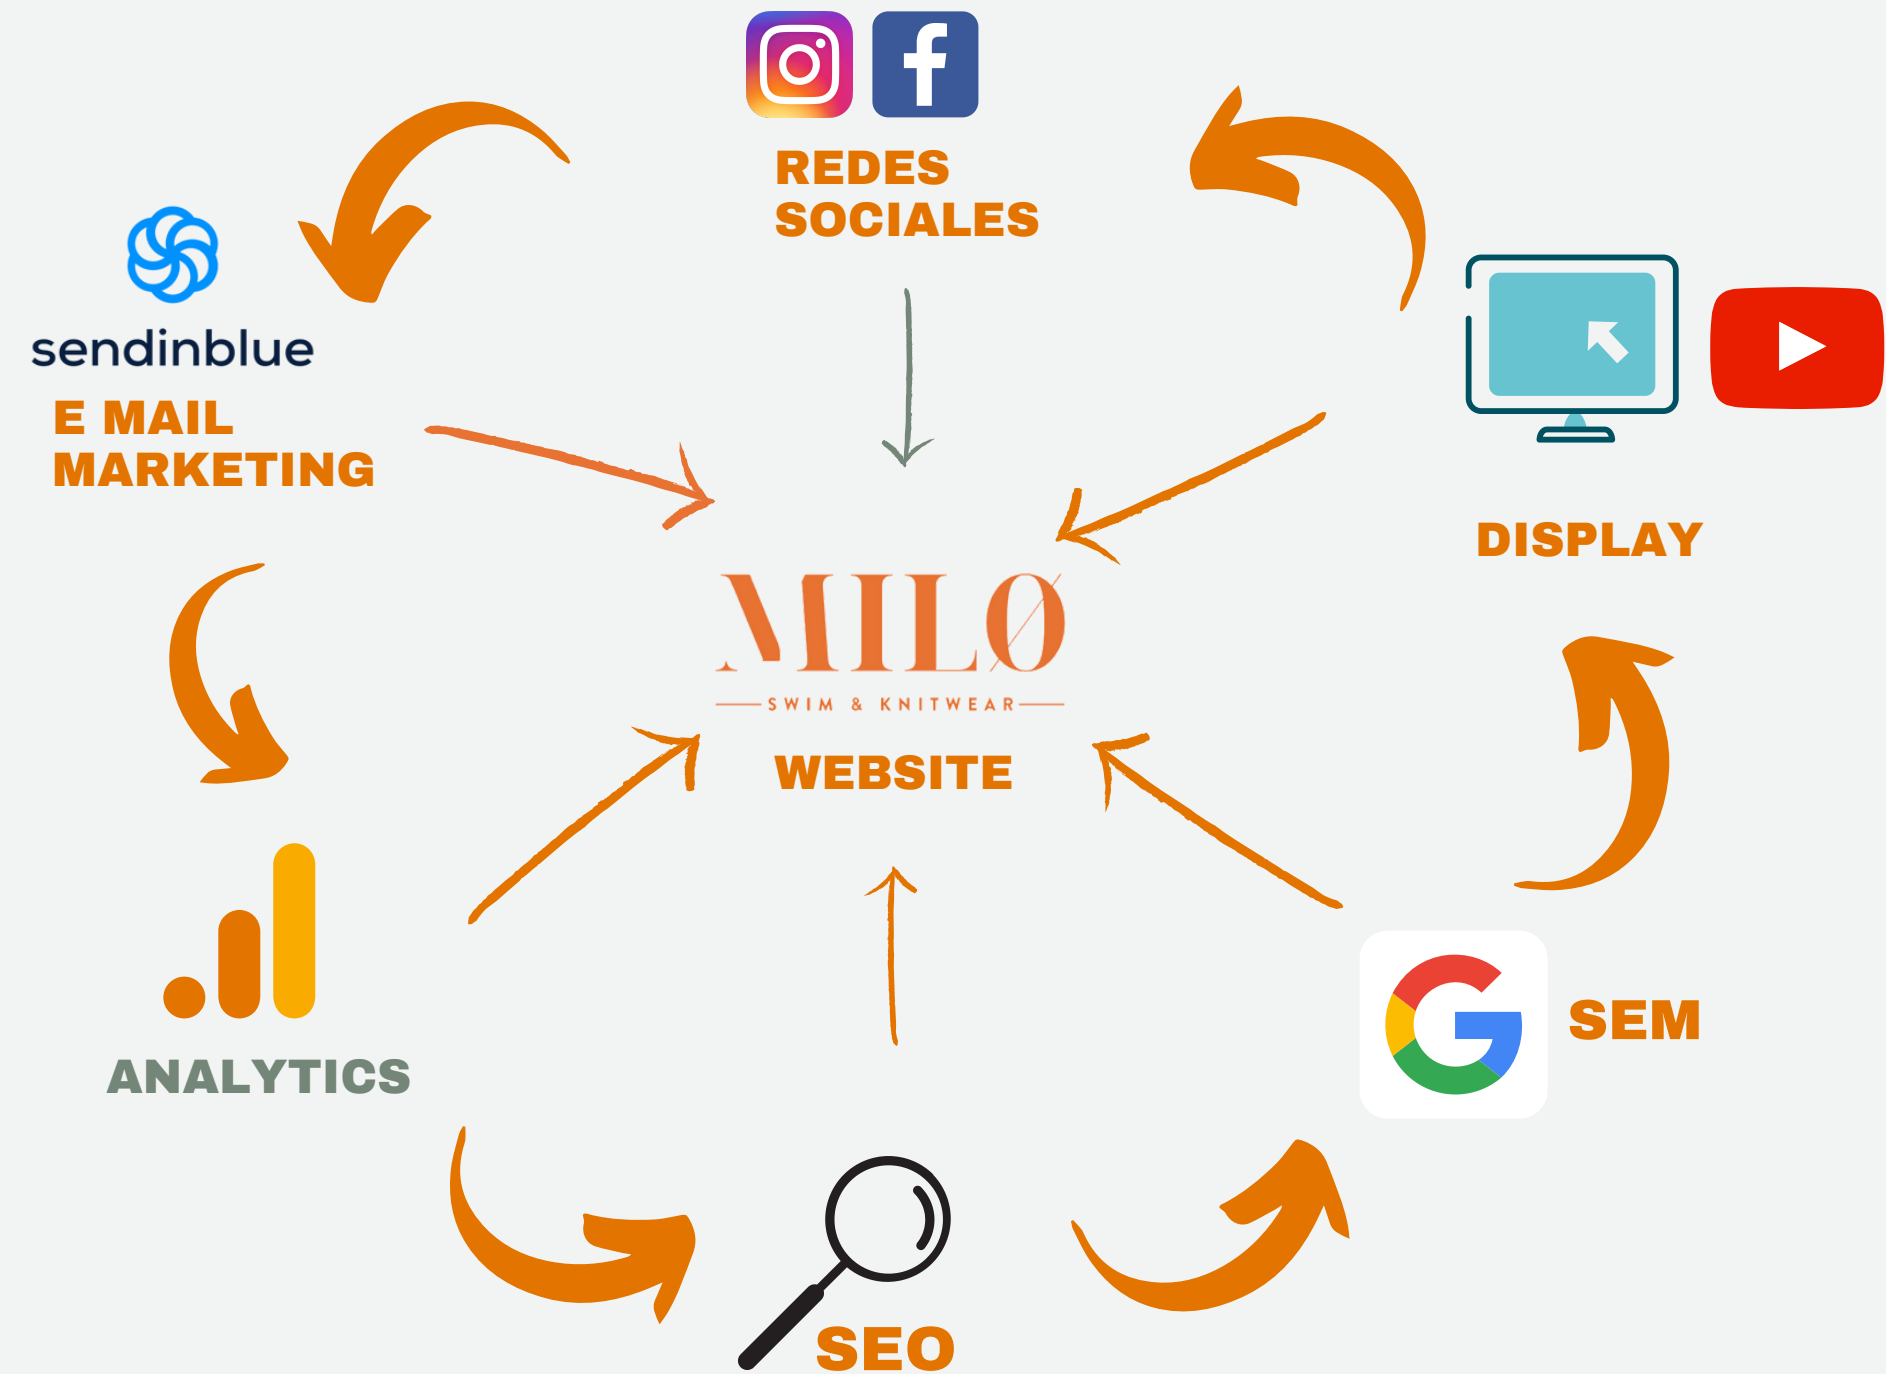 REDES
SOCIALES
sendinblue
E MAIL
MARKETING
DISPLAY
MILØ
SWIM & KNITWEAR
WEBSITE
ANALYTICS
SEM
SEO